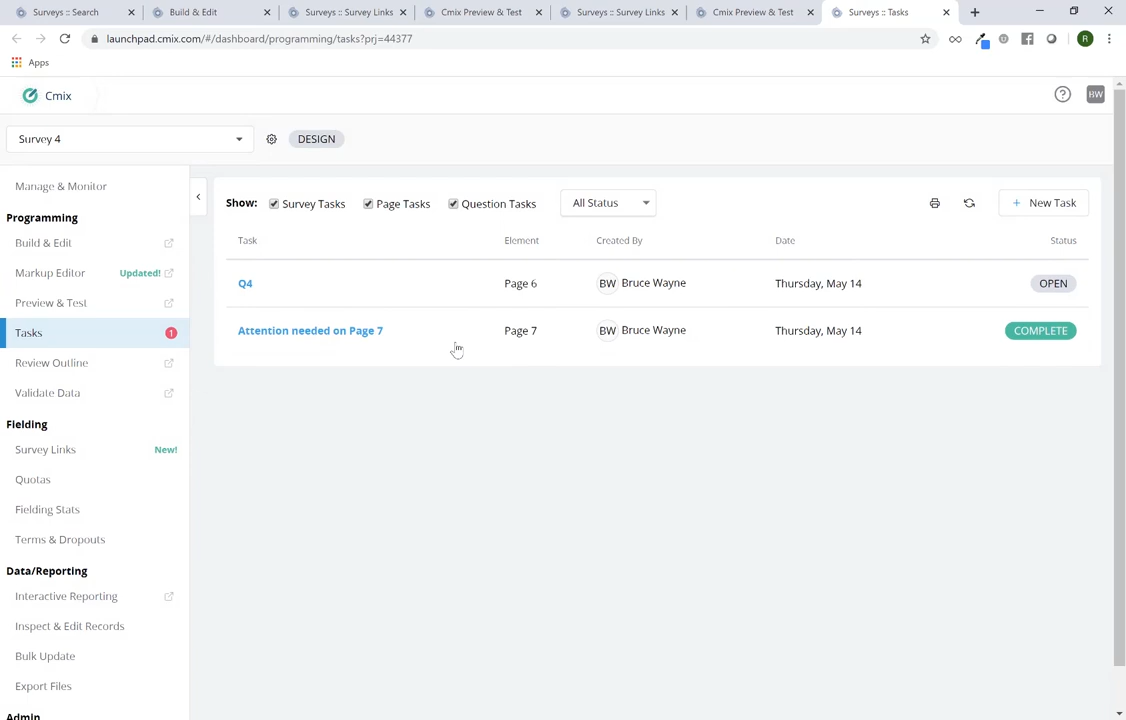 Surveys :: Search
Build & Edit
Surveys :: Survey Links
Cmix Preview & Test
Surveys :: Survey Links
Cmix Preview & Test
Surveys :: Tasks
launchpad.cmix.com/#/dashboard/programming/tasks?prj=44377
R
Apps
Cmix
BW
Survey 4
DESIGN
Manage & Monitor
Programming
Build & Edit
Markup Editor Updated!
Preview & Test
Tasks 1
Review Outline
Validate Data
Fielding
Survey Links New!
Quotas
Fielding Stats
Terms & Dropouts
Data/Reporting
Interactive Reporting
Inspect & Edit Records
Bulk Update
Export Files
Admin
Show: Survey Tasks Page Tasks Question Tasks All Status + New Task
Task Element Created By Date Status
Q4 Page 6 BW Bruce Wayne Thursday, May 14 OPEN
Attention needed on Page 7 Page 7 BW Bruce Wayne Thursday, May 14 COMPLETE